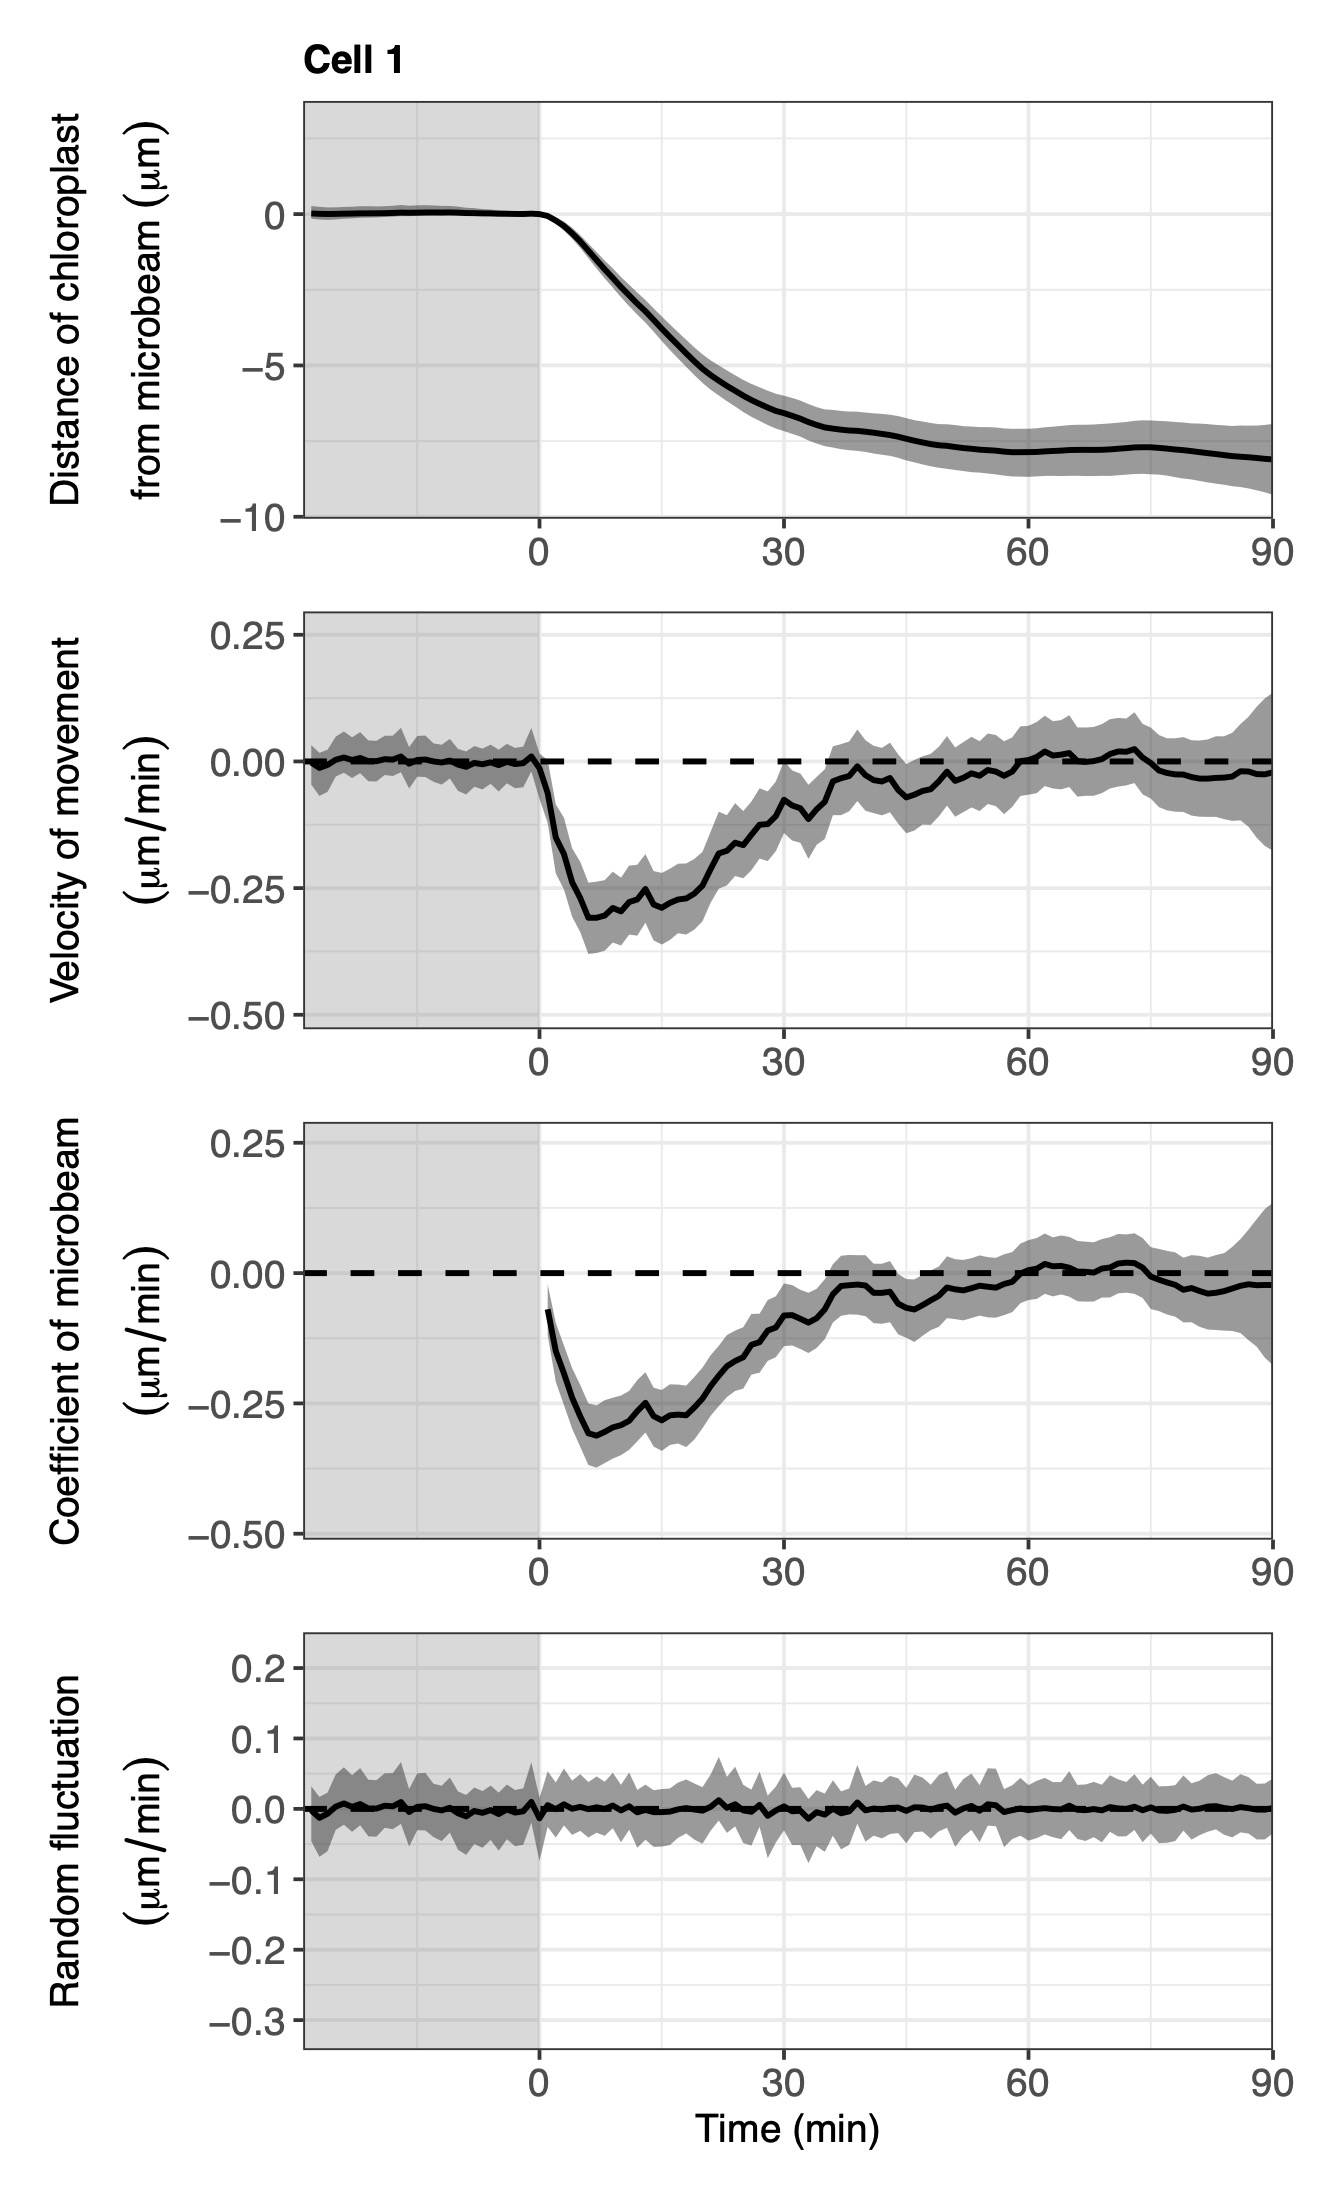 Cell 1
Distance of chloroplast
from microbeam (μm)
0
−5
−10
0 30 60 90
Velocity of movement
(μm/min)
0.25
0.00
−0.25
−0.50
0 30 60 90
Coefficient of microbeam
(μm/min)
0.25
0.00
−0.25
−0.50
0 30 60 90
Random fluctuation
(μm/min)
0.2
0.1
0.0
−0.1
−0.2
−0.3
0 30 60 90
Time (min)